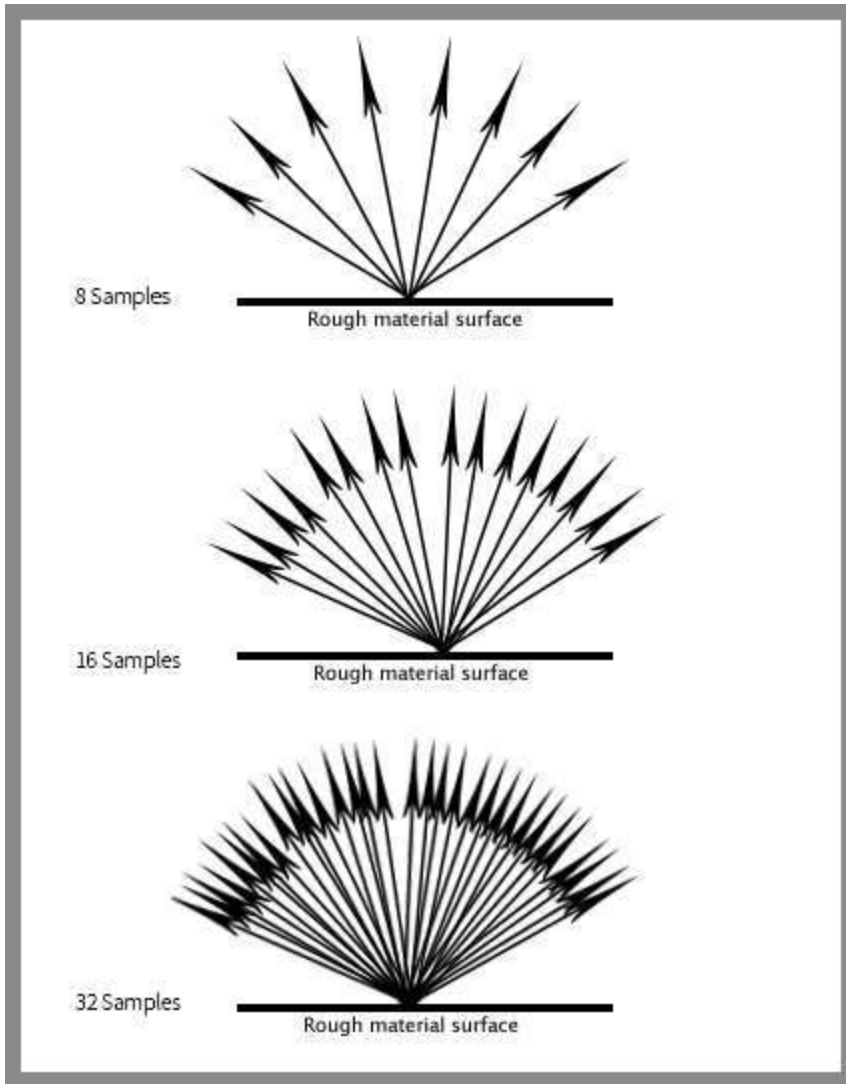 8 Samples
Rough material surface
16 Samples
Rough material surface
32 Samples
Rough material surface